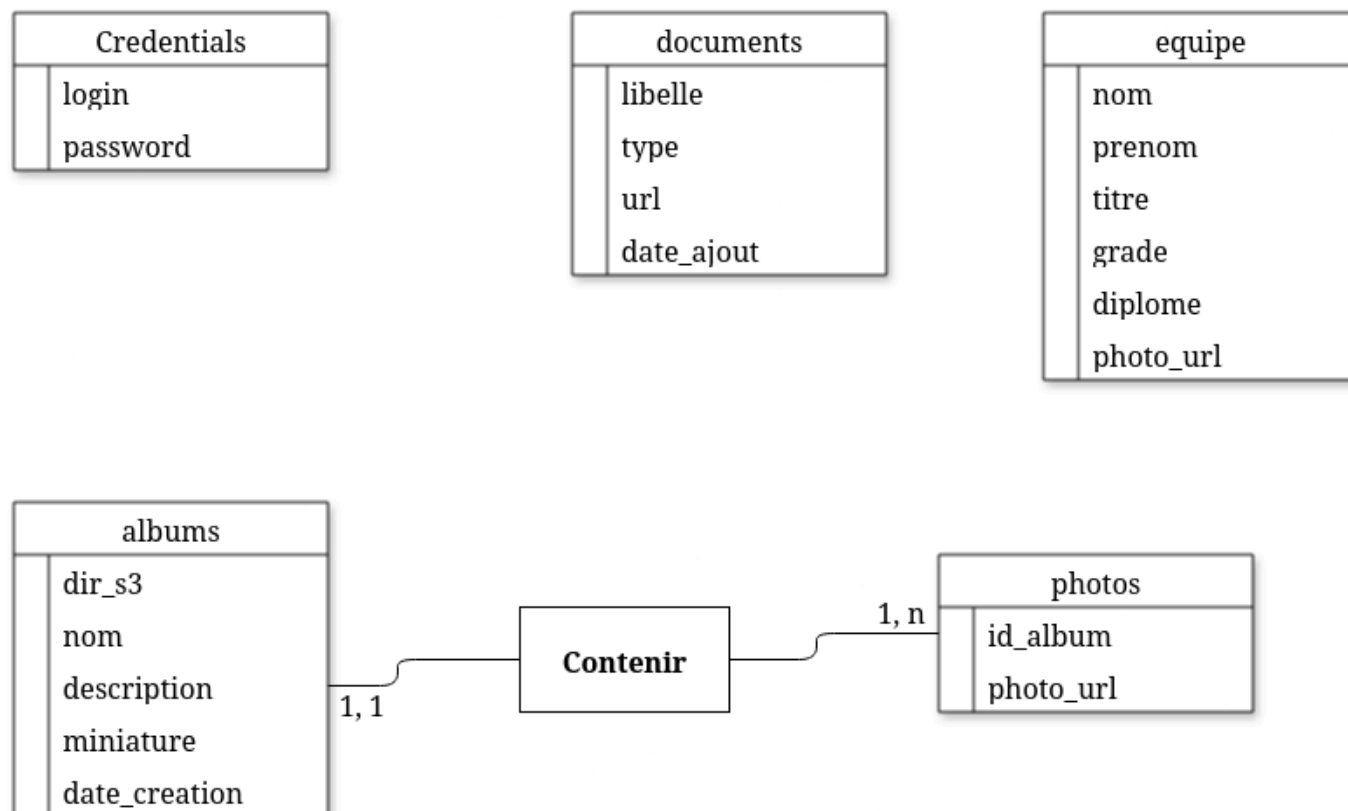 Credentials
login
password
documents
libelle
type
url
date_ajout
equipe
nom
prenom
titre
grade
diplome
photo_url
albums
dir_s3
nom
description
miniature
date_creation
1, 1
Contenir
1, n
photos
id_album
photo_url